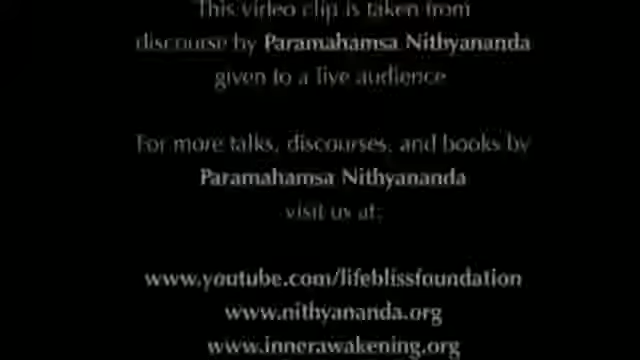 This video clip is taken from
discourse by Paramahamsa Nithyananda
given to a live audience
For more talks, discourses, and books by
Paramahamsa Nithyananda
visit us at:
www.youtube.com/lifeblissfoundation
www.nithyananda.org
www.innerawakening.org